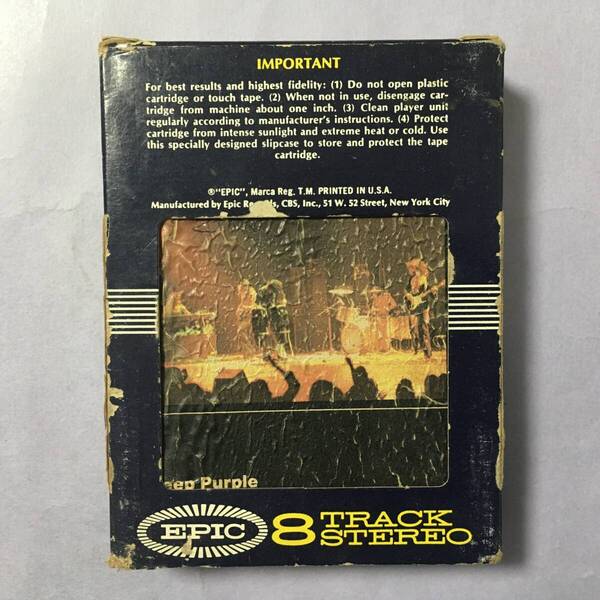 IMPORTANT
For best results and highest fidelity: (1) Do not open plastic
cartridge or touch tape. (2) When not in use, disengage car-
tridge from machine about one inch. (3) Clean player unit
regularly according to manufacturer's instructions. (4) Protect
cartridge from intense sunlight and extreme heat or cold. Use
this specially designed slipcase to store and protect the tape
cartridge.
®"EPIC", Marca Reg. T.M. PRINTED IN U.S.A.
Manufactured by Epic Records, CBS, Inc., 51 W. 52 Street, New York City
eep Purple
EPIC
8 TRACK
STEREO